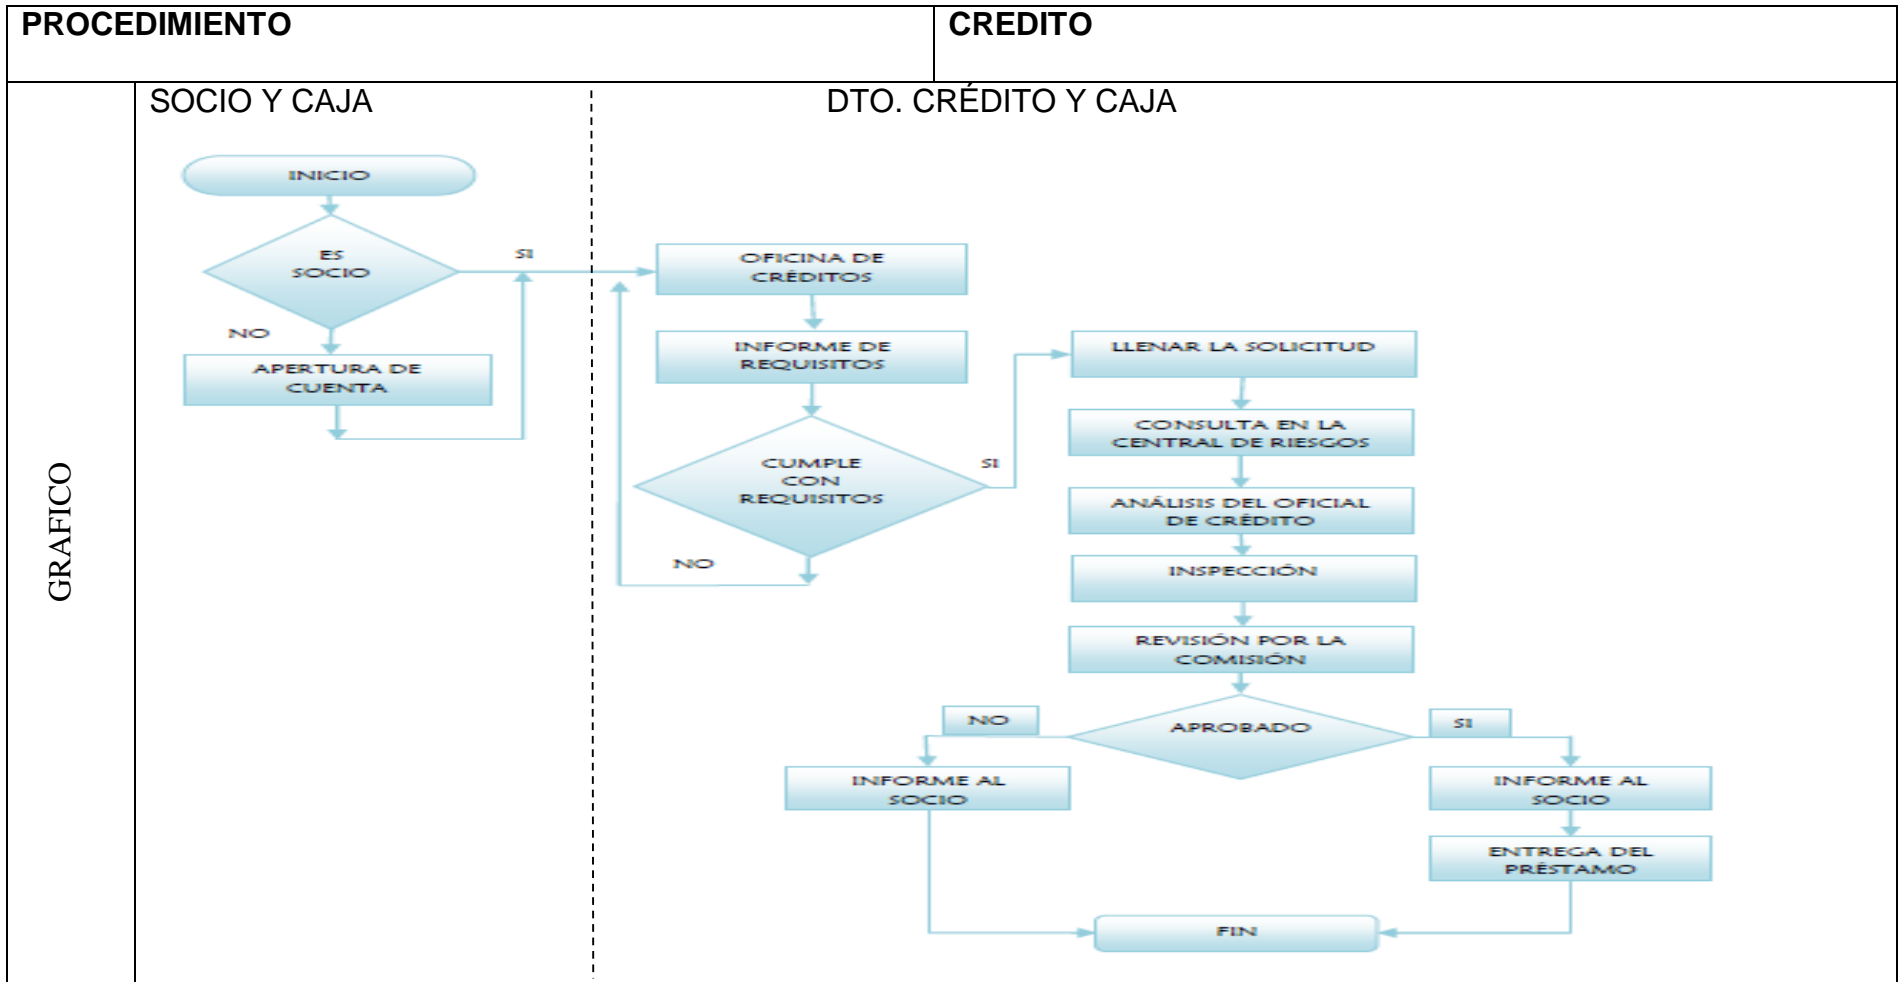 PROCEDIMIENTO
CREDITO
SOCIO Y CAJA
DTO. CRÉDITO Y CAJA
GRAFICO
INICIO
ES
SOCIO
SI
NO
APERTURA DE
CUENTA
OFICINA DE
CRÉDITOS
INFORME DE
REQUISITOS
CUMPLE
CON
REQUISITOS
SI
NO
LLENAR LA SOLICITUD
CONSULTA EN LA
CENTRAL DE RIESGOS
ANÁLISIS DEL OFICIAL
DE CRÉDITO
INSPECCIÓN
REVISIÓN POR LA
COMISIÓN
APROBADO
NO
SI
INFORME AL
SOCIO
INFORME AL
SOCIO
ENTREGA DEL
PRÉSTAMO
FIN